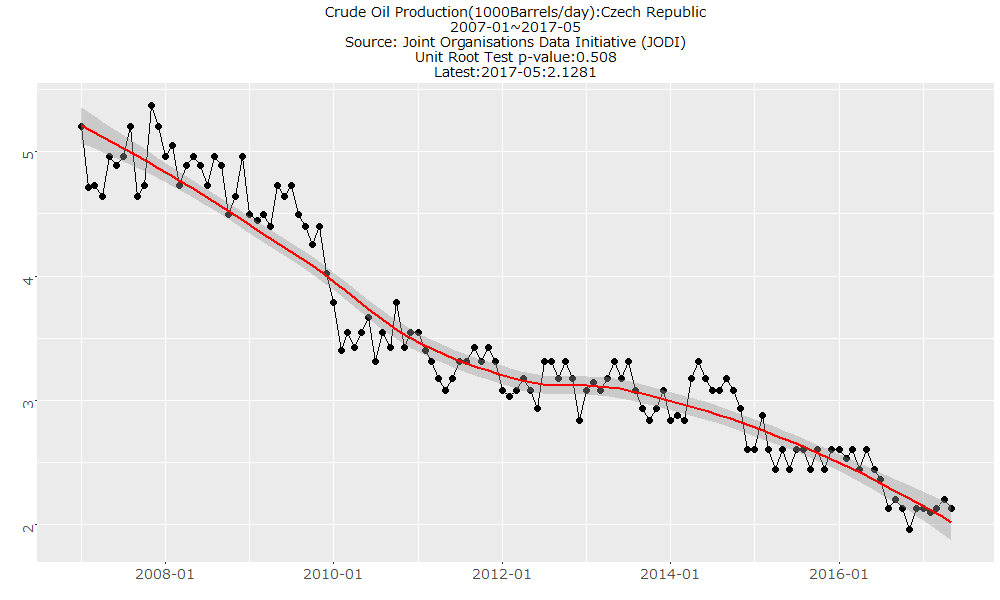 Crude Oil Production(1000Barrels/day):Czech Republic
2007-01~2017-05
Source: Joint Organisations Data Initiative (JODI)
Unit Root Test p-value:0.508
Latest:2017-05:2.1281
5
4
3
2
2008-01 2010-01 2012-01 2014-01 2016-01